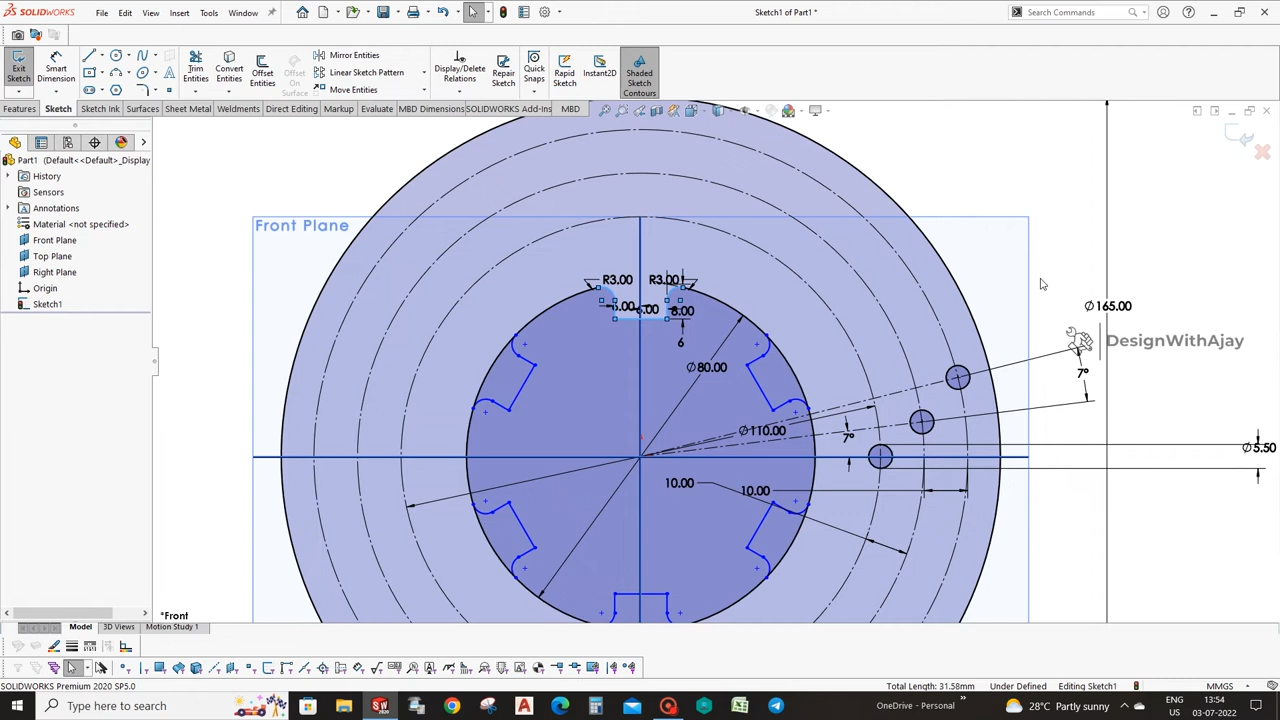 SOLIDWORKS File Edit View Insert Tools Window Sketch1 of Part1 * Search Commands
Exit Sketch Smart Dimension Trim Entities Convert Entities Offset Entities Offset On Surface Mirror Entities Linear Sketch Pattern Move Entities Display/Delete Relations Repair Sketch Quick Snaps Rapid Sketch Instant2D Shaded Sketch Contours
Features Sketch Sketch Ink Surfaces Sheet Metal Weldments Direct Editing Markup Evaluate MBD Dimensions SOLIDWORKS Add-Ins MBD
Part1 (Default<<Default>_Display
History
Sensors
Annotations
Material <not specified>
Front Plane
Top Plane
Right Plane
Origin
Sketch1
Front Plane
R3.00 R3.00
6.00 8.00
6
Ø165.00
DesignWithAjay
Ø80.00
7°
Ø110.00
7°
Ø5.50
10.00 10.00
*Front
Model 3D Views Motion Study 1
SOLIDWORKS Premium 2020 SP5.0 Total Length: 31.58mm Under Defined Editing Sketch1 MMGS
Type here to search OneDrive - Personal 28°C Partly sunny ENG US 13:54 03-07-2022